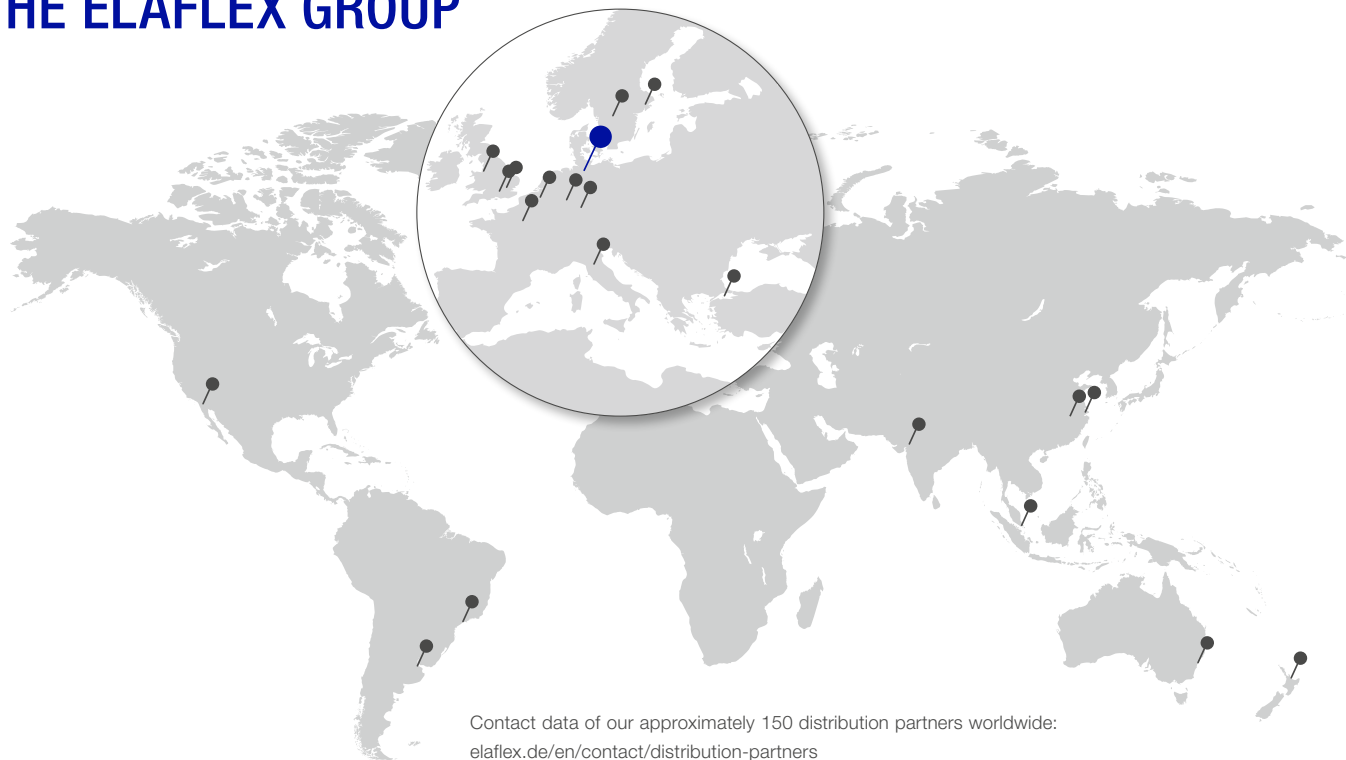 HE ELAFLEX GROUP
Contact data of our approximately 150 distribution partners worldwide:
elaflex.de/en/contact/distribution-partners